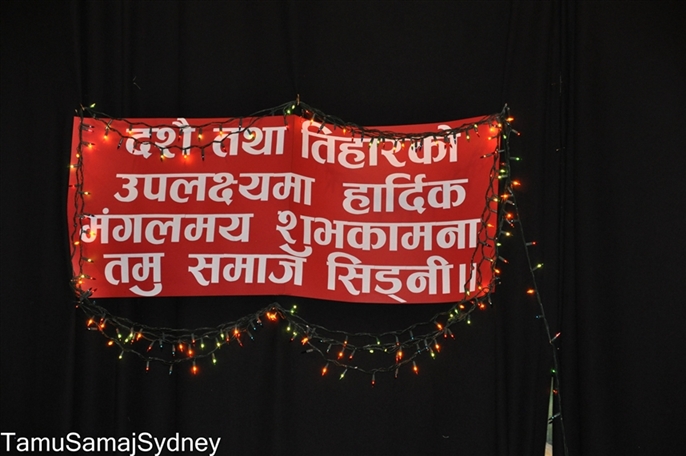 दशै तथा तिहारको
उपलक्ष्यमा हार्दिक
मंगलमय शुभकामना
तमु समाज सिड्नी।।
TamuSamajSydney